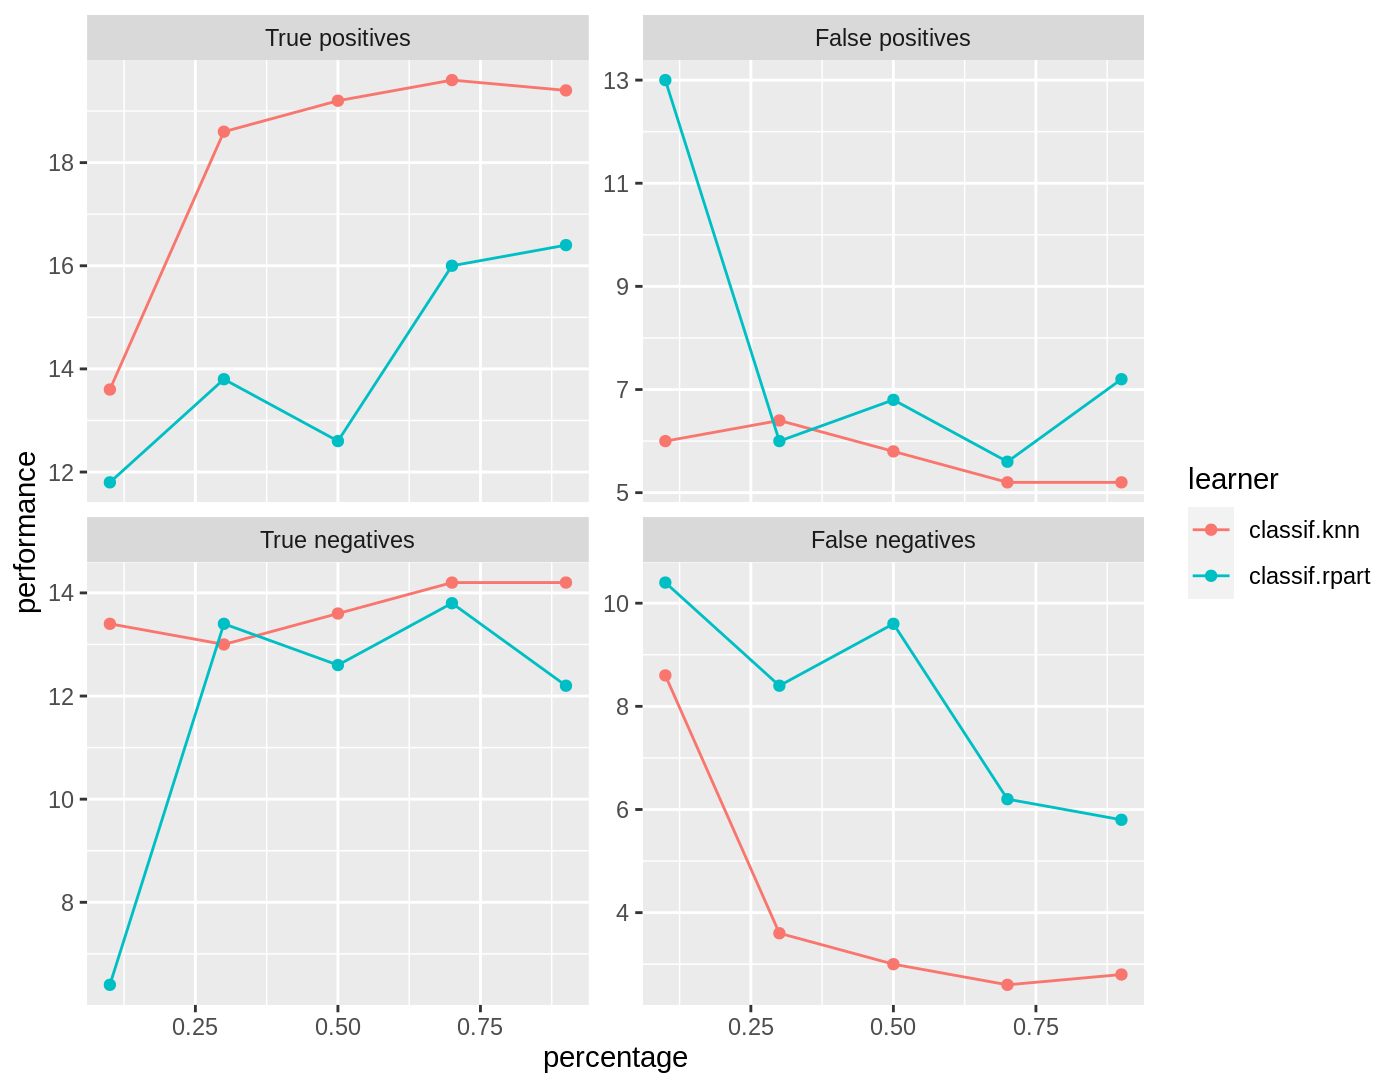 True positives
False positives
18
16
14
12
13
11
9
7
5
performance
True negatives
False negatives
14
12
10
8
10
8
6
4
0.25 0.50 0.75
0.25 0.50 0.75
percentage
learner
classif.knn
classif.rpart